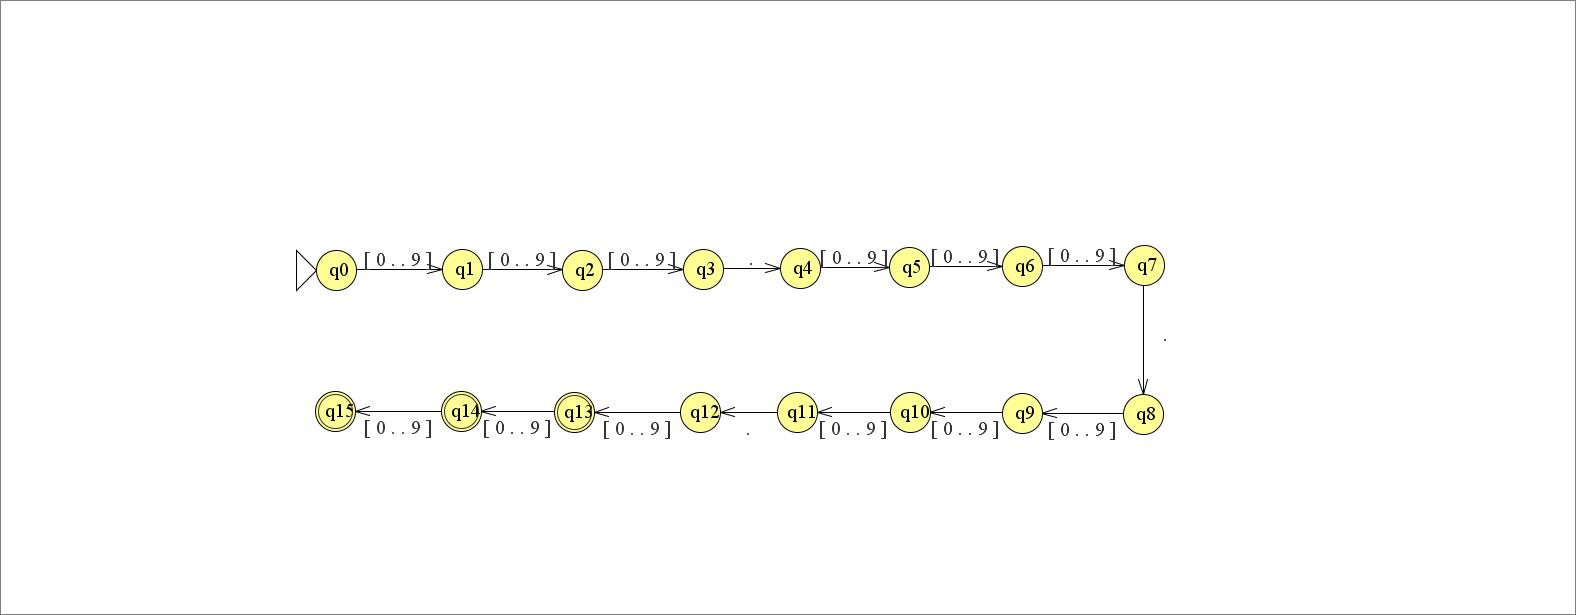 [ 0 . . 9 ] [ 0 . . 9 ] [ 0 . . 9 ] . [ 0 . . 9 ] [ 0 . . 9 ] [ 0 . . 9 ]
q0 q1 q2 q3 q4 q5 q6 q7
.
q15 q14 q13 q12 q11 q10 q9 q8
[ 0 . . 9 ] [ 0 . . 9 ] [ 0 . . 9 ] . [ 0 . . 9 ] [ 0 . . 9 ] [ 0 . . 9 ]